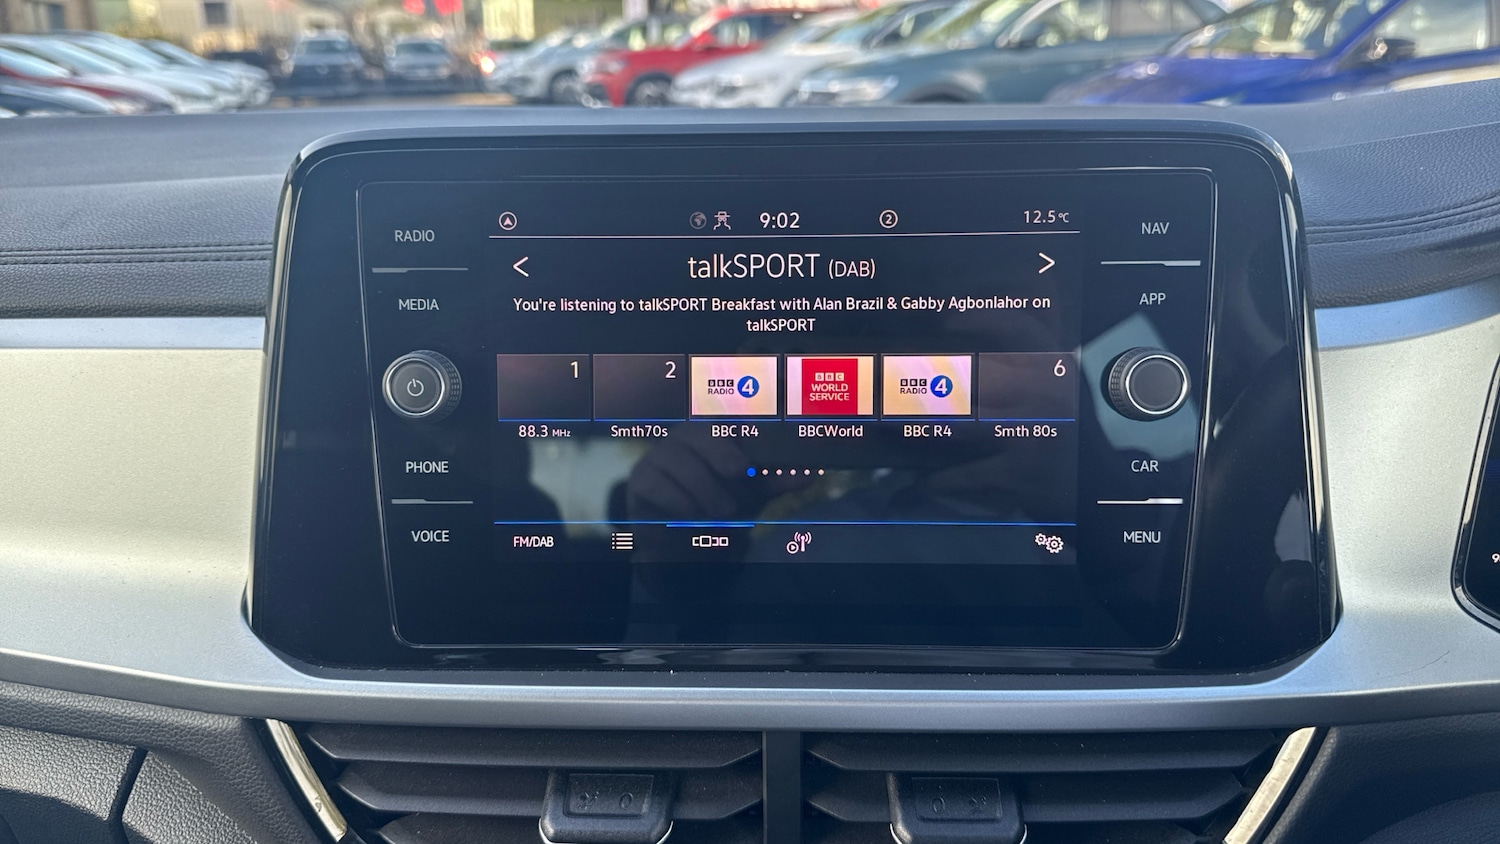 RADIO
MEDIA
PHONE
VOICE
9:02
2
12.5°C
talkSPORT (DAB)
You're listening to talkSPORT Breakfast with Alan Brazil & Gabby Agbonlahor on
talkSPORT
1
2
BBC
RADIO 4
BBC
WORLD
SERVICE
BBC
RADIO 4
6
88.3 MHz
Smth70s
BBC R4
BBCWorld
BBC R4
Smth 80s
FM/DAB
NAV
APP
CAR
MENU